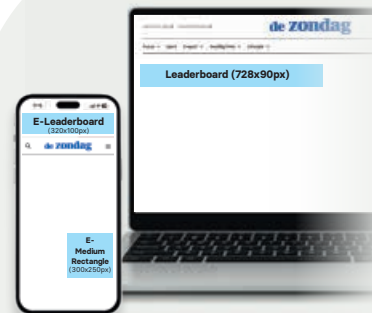 de zondag
Leaderboard (728x90px)
E-Leaderboard
(320x100px)
de zondag
E-
Medium
Rectangle
(300x250px)